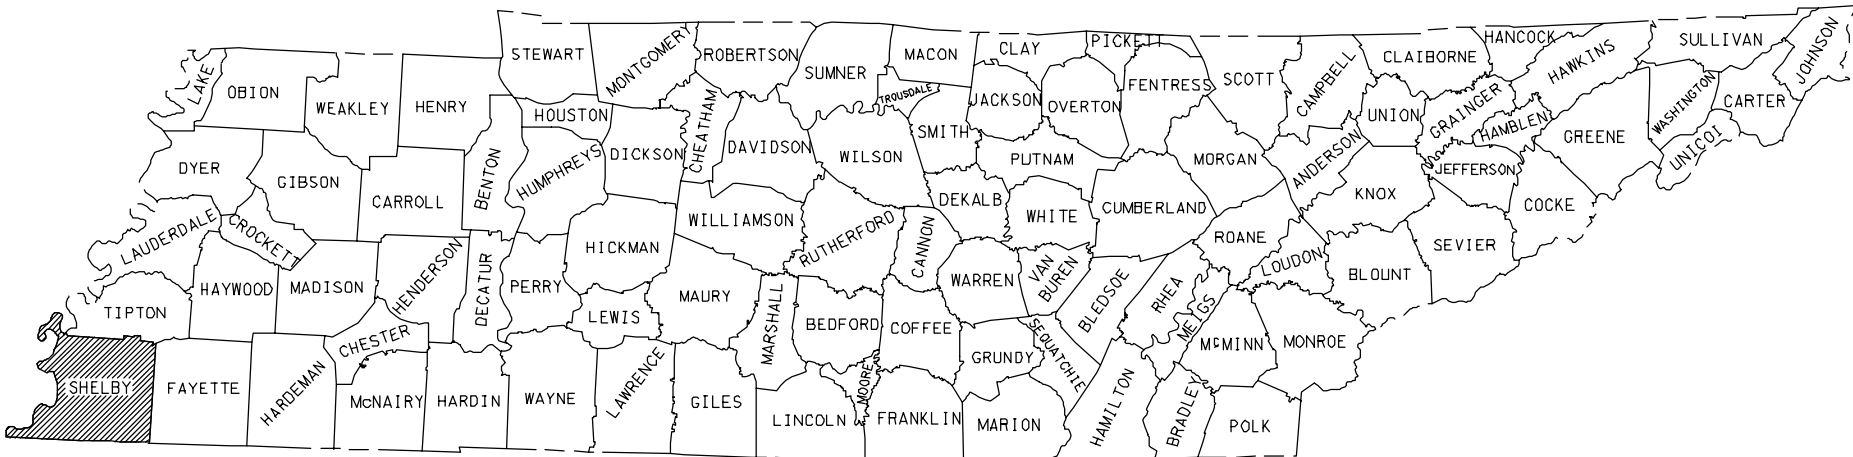 STEWART
MONTGOMERY
ROBERTSON
SUMNER
MACON
TROUSDALE
CLAY
PICKETT
JACKSON
OVERTON
FENTRESS
SCOTT
CAMPBELL
CLAIBORNE
HANCOCK
HAWKINS
SULLIVAN
JOHNSON
LAKE
OBION
WEAKLEY
HENRY
HOUSTON
CHEATHAM
SMITH
UNION
GRAINGER
HAMBLEN
WASHINGTON
CARTER
GREENE
UNICOI
DYER
GIBSON
CARROLL
BENTON
HUMPHREYS
DICKSON
DAVIDSON
WILSON
PUTNAM
MORGAN
ANDERSON
KNOX
JEFFERSON
COCKE
LAUDERDALE
CROCKETT
WILLIAMSON
RUTHERFORD
CANNON
DEKALB
WHITE
CUMBERLAND
ROANE
LOUDON
BLOUNT
SEVIER
TIPTON
HAYWOOD
MADISON
HENDERSON
DECATUR
PERRY
HICKMAN
LEWIS
MAURY
MARSHALL
BEDFORD
COFFEE
WARREN
VAN
BUREN
BLEDSOE
RHEA
MEIGS
McMINN
MONROE
SHELBY
FAYETTE
HARDEMAN
CHESTER
McNAIRY
HARDIN
WAYNE
LAWRENCE
GILES
LINCOLN
MOORE
FRANKLIN
GRUNDY
SEQUATCHIE
MARION
HAMILTON
BRADLEY
POLK